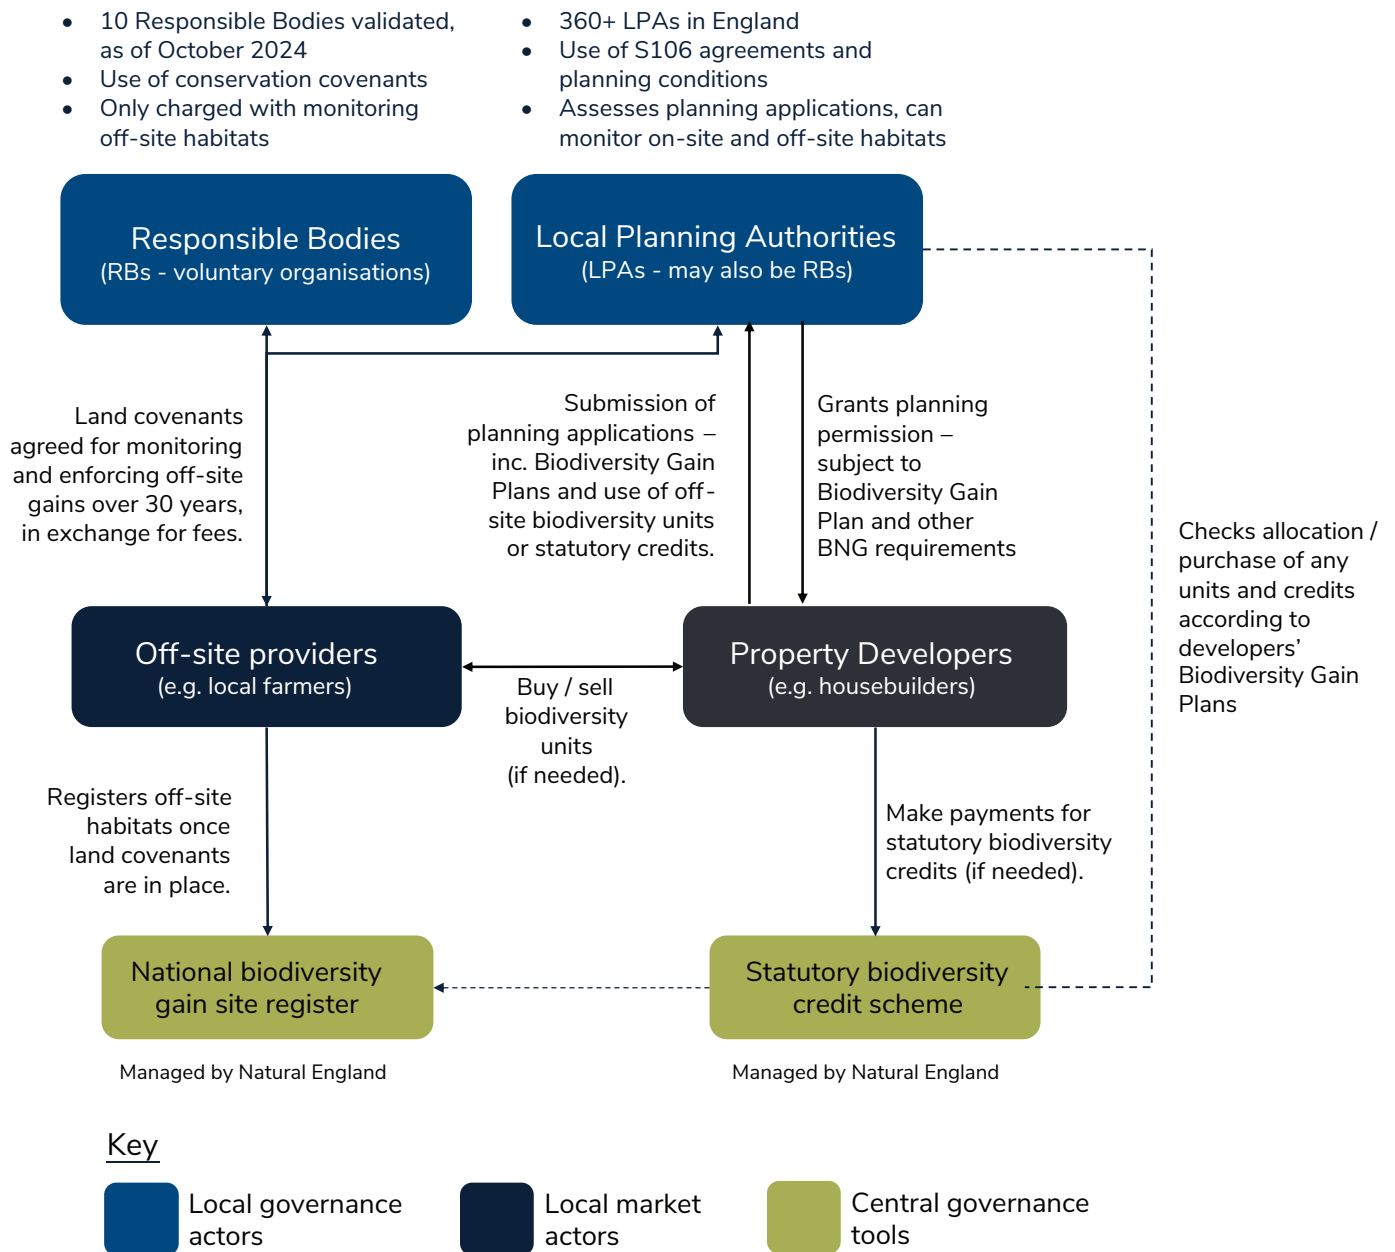 • 10 Responsible Bodies validated,
as of October 2024
• Use of conservation covenants
• Only charged with monitoring
off-site habitats
• 360+ LPAs in England
• Use of S106 agreements and
planning conditions
• Assesses planning applications, can
monitor on-site and off-site habitats
Responsible Bodies
(RBs - voluntary organisations)
Local Planning Authorities
(LPAs - may also be RBs)
Land covenants
agreed for monitoring
and enforcing off-site
gains over 30 years,
in exchange for fees.
Submission of
planning applications –
inc. Biodiversity Gain
Plans and use of off-
site biodiversity units
or statutory credits.
Grants planning
permission –
subject to
Biodiversity Gain
Plan and other
BNG requirements
Checks allocation /
purchase of any
units and credits
according to
developers’
Biodiversity Gain
Plans
Off-site providers
(e.g. local farmers)
Buy / sell
biodiversity
units
(if needed).
Property Developers
(e.g. housebuilders)
Registers off-site
habitats once
land covenants
are in place.
Make payments for
statutory biodiversity
credits (if needed).
National biodiversity
gain site register
Statutory biodiversity
credit scheme
Managed by Natural England
Managed by Natural England
Key
Local governance
actors
Local market
actors
Central governance
tools